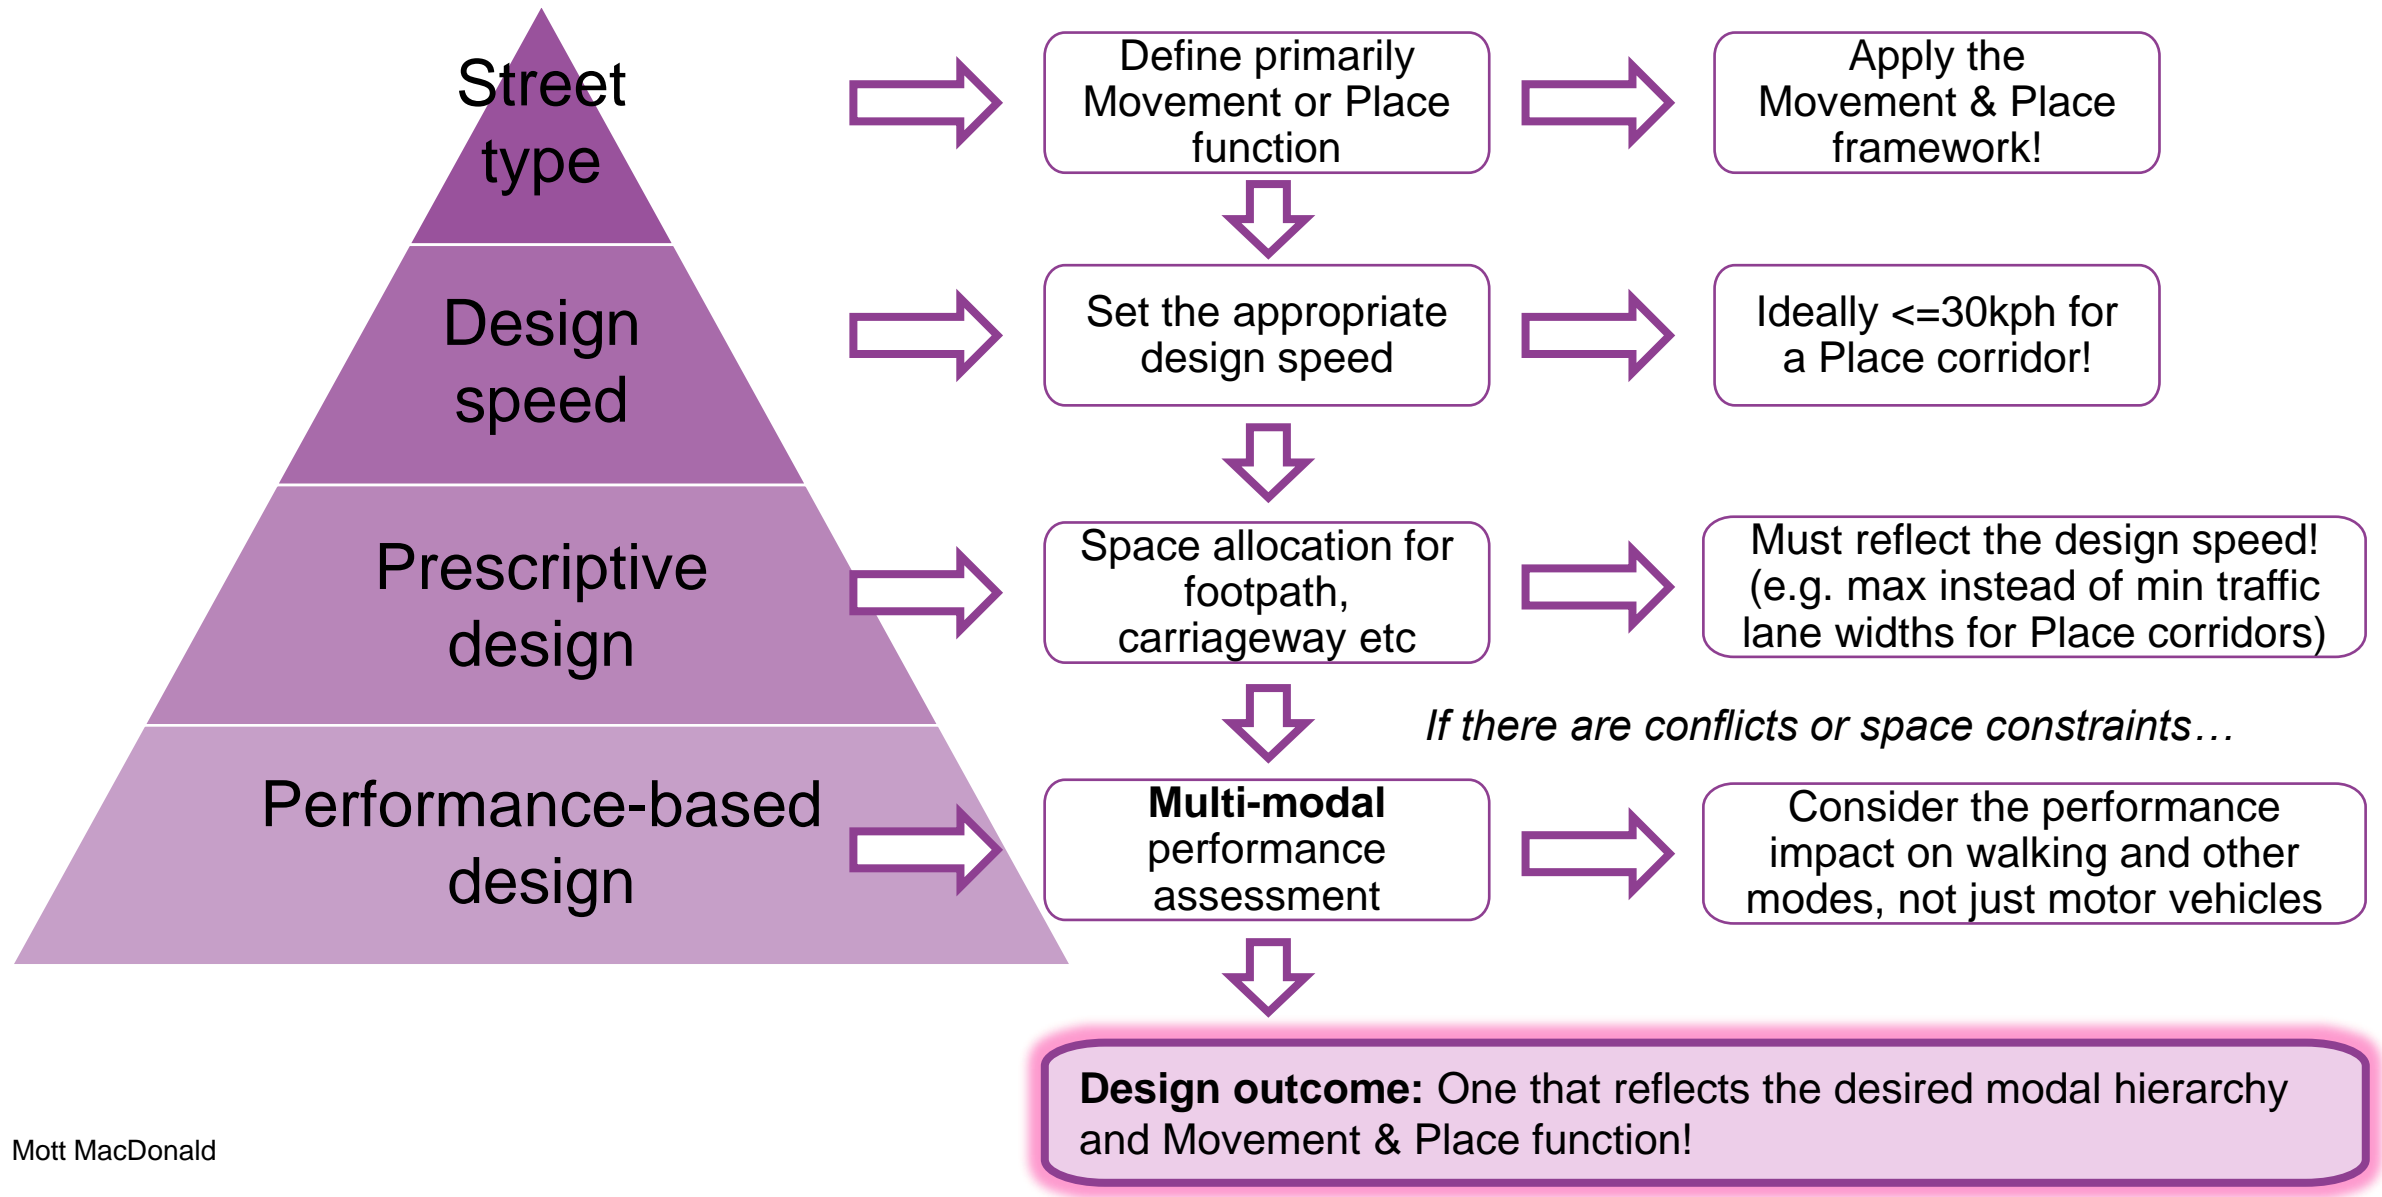 Street
type
Define primarily
Movement or Place
function
Apply the
Movement & Place
framework!
Design
speed
Set the appropriate
design speed
Ideally <=30kph for
a Place corridor!
Prescriptive
design
Space allocation for
footpath,
carriageway etc
Must reflect the design speed!
(e.g. max instead of min traffic
lane widths for Place corridors)
If there are conflicts or space constraints…
Performance-based
design
Multi-modal
performance
assessment
Consider the performance
impact on walking and other
modes, not just motor vehicles
Design outcome: One that reflects the desired modal hierarchy
and Movement & Place function!
Mott MacDonald